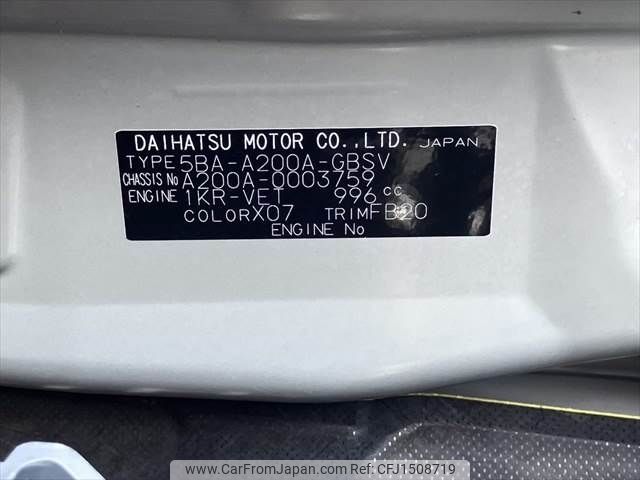 DAIHATSU MOTOR CO.,LTD. JAPAN
TYPE 5BA-A200A-GBSV
CHASSIS No A200A-0003759
ENGINE 1KR-VET 996 cc
COLOR X07 TRIM FB20
ENGINE No
www.CarFromJapan.com ID: CFJ1508719